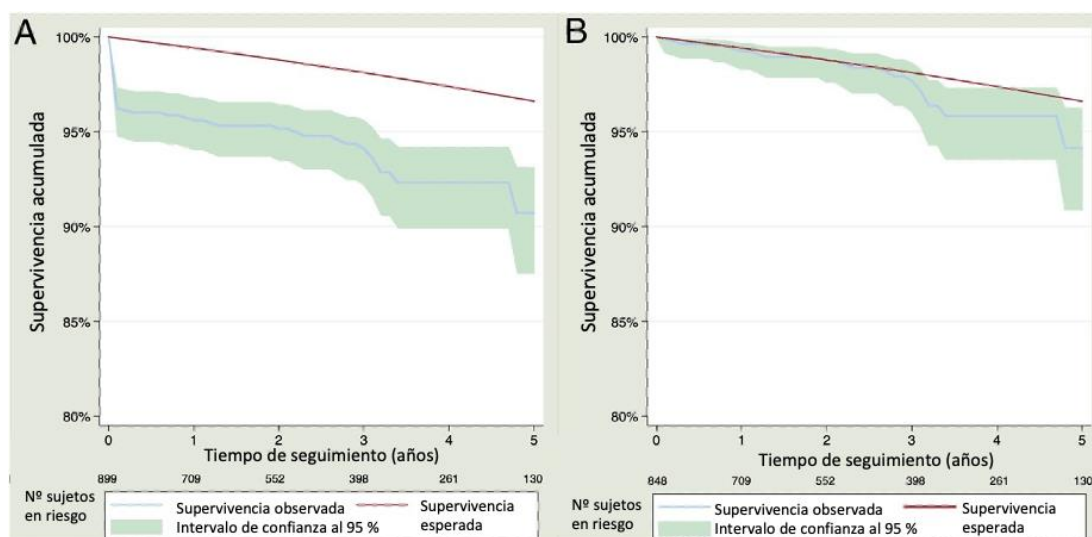 A
100%
95%
90%
85%
80%
Supervivencia acumulada
0 1 2 3 4 5
Tiempo de seguimiento (años)
899 709 552 398 261 130
Nº sujetos
en riesgo
Supervivencia observada
Supervivencia
esperada
Intervalo de confianza al 95 %
B
100%
95%
90%
85%
80%
Supervivencia acumulada
0 1 2 3 4 5
Tiempo de seguimiento (años)
848 709 552 398 261 130
Nº sujetos
en riesgo
Supervivencia observada
Supervivencia
esperada
Intervalo de confianza al 95 %